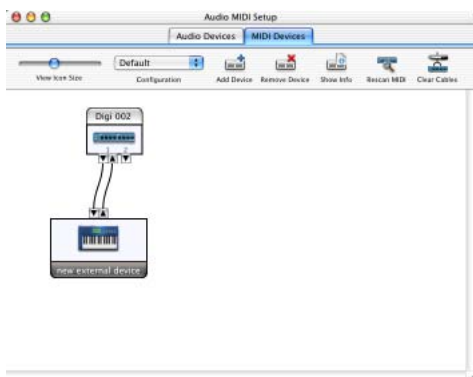 Audio MIDI Setup
Audio Devices MIDI Devices
Default
View Icon Size Configuration Add Device Remove Device Show Info Rescan MIDI Clear Cables
Digi 002
1 2
new external device